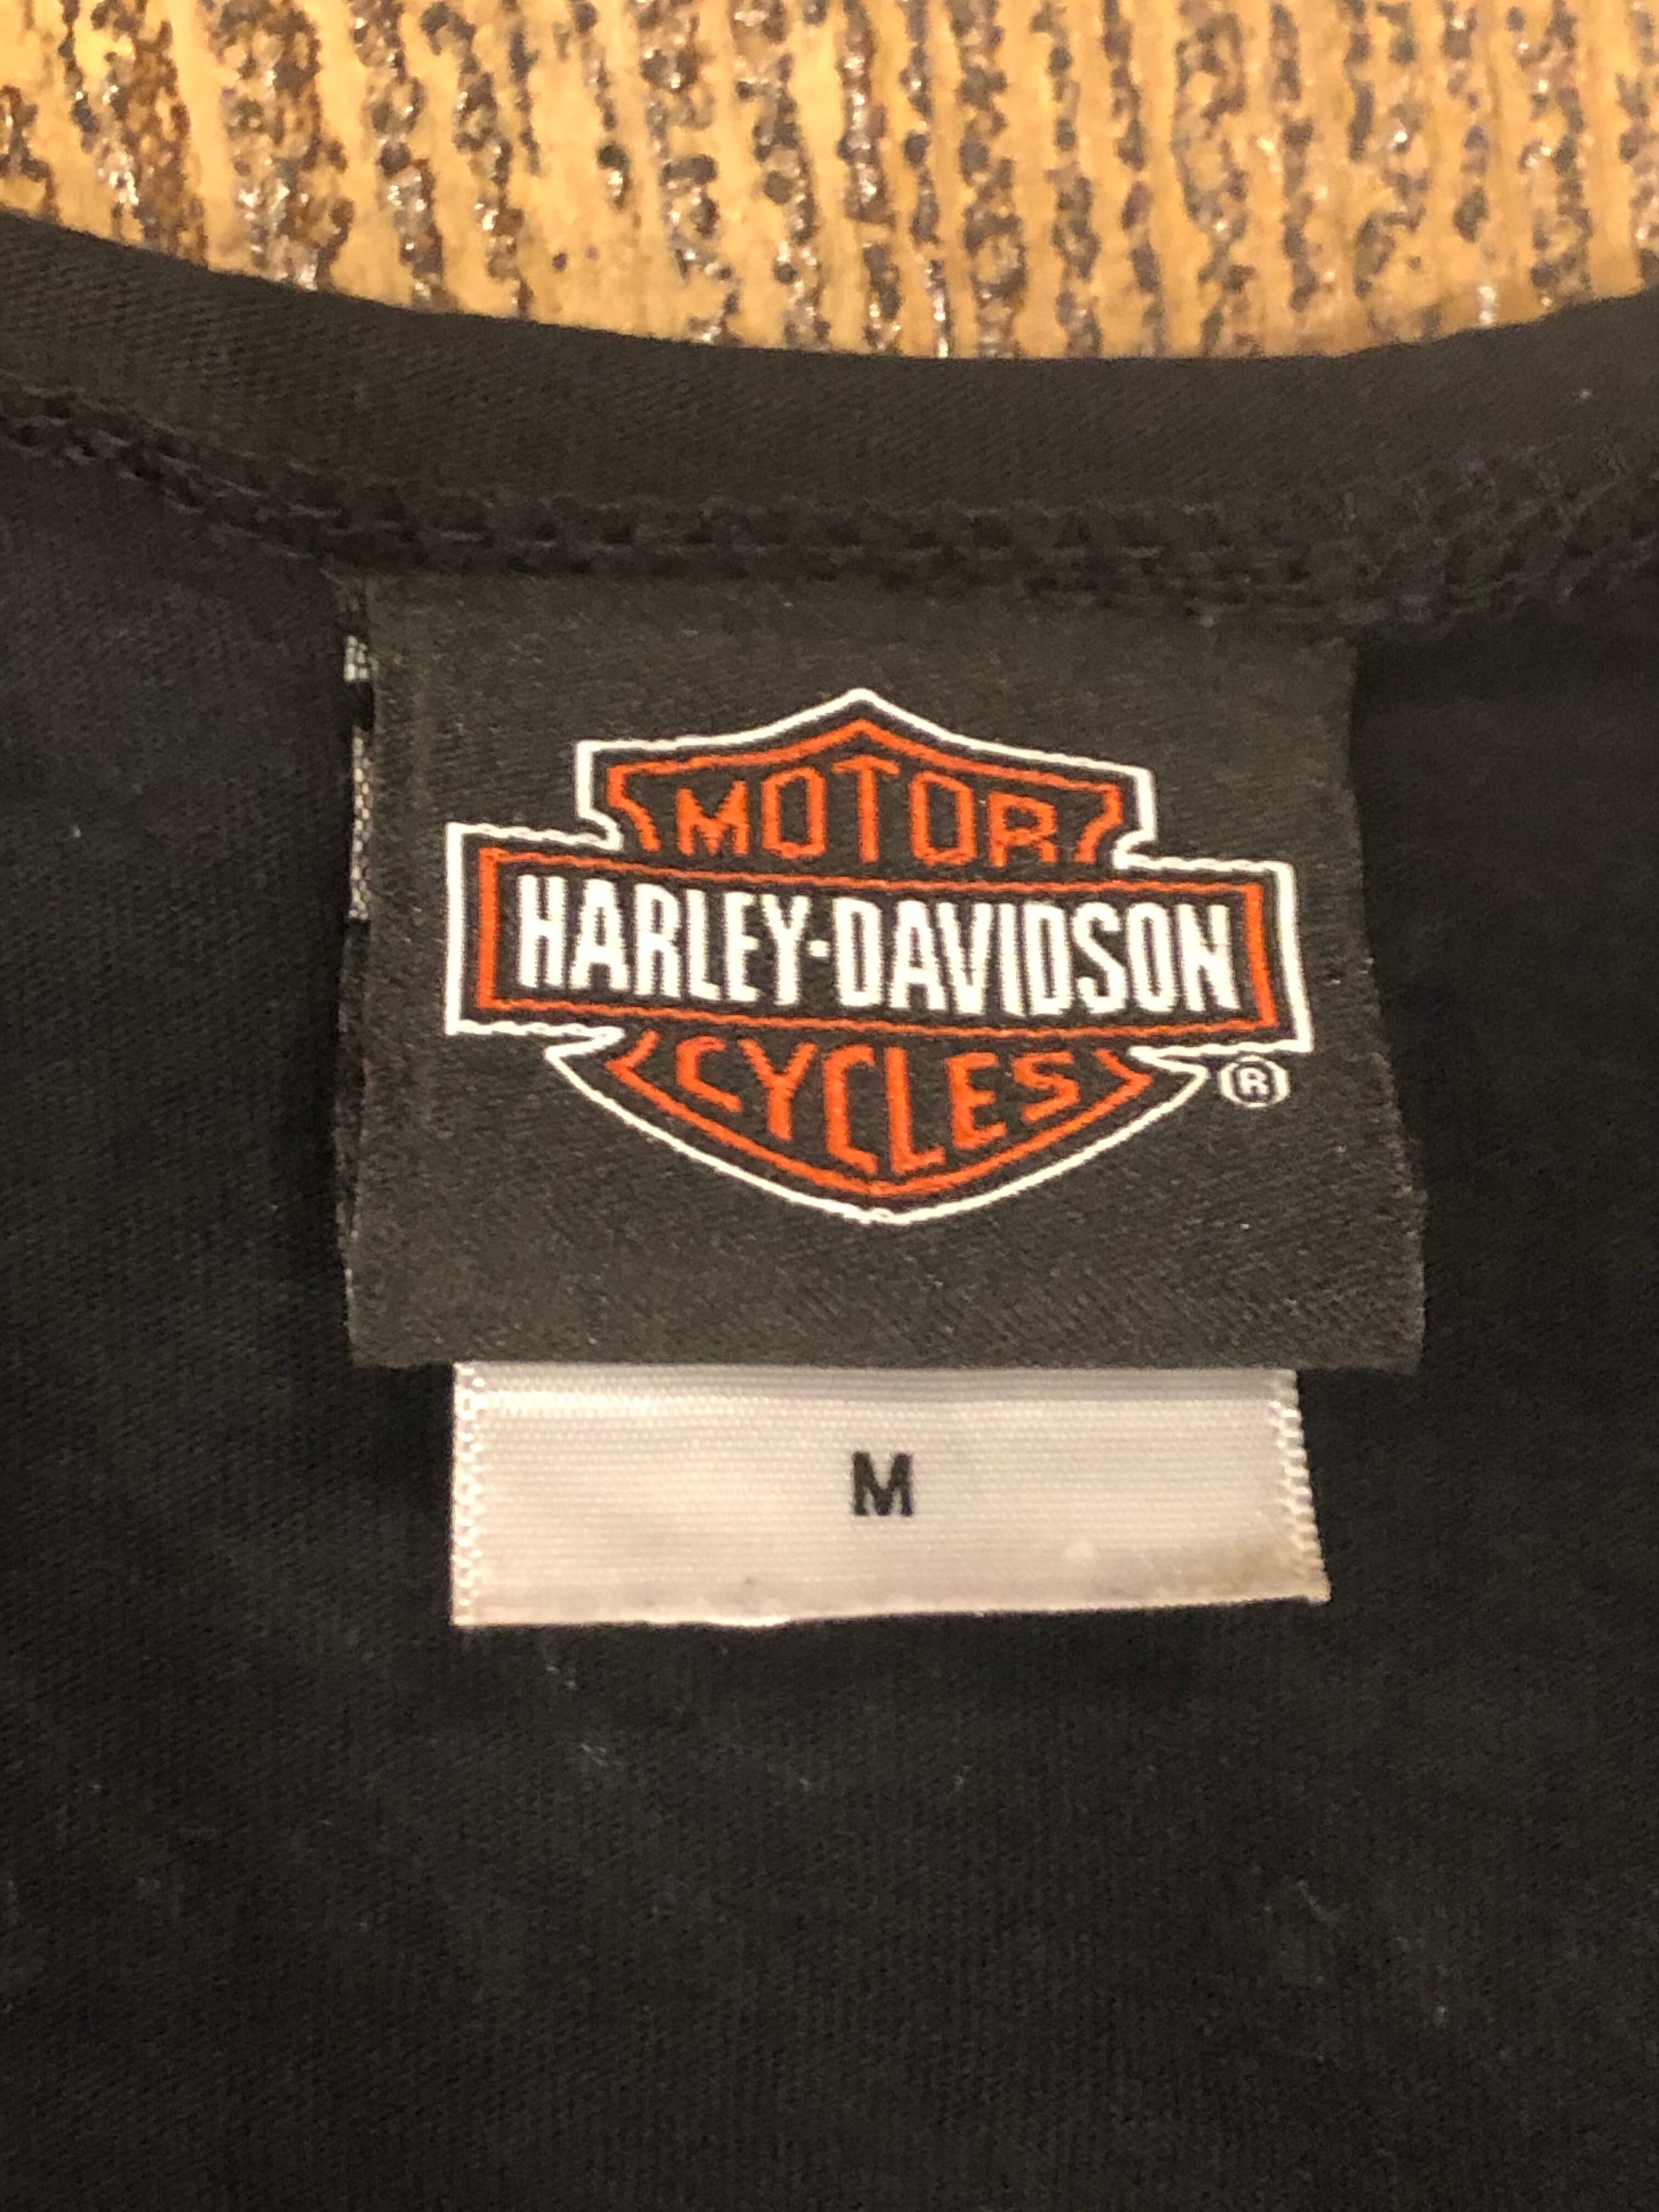 MOTOR
HARLEY-DAVIDSON
CYCLES
®
M